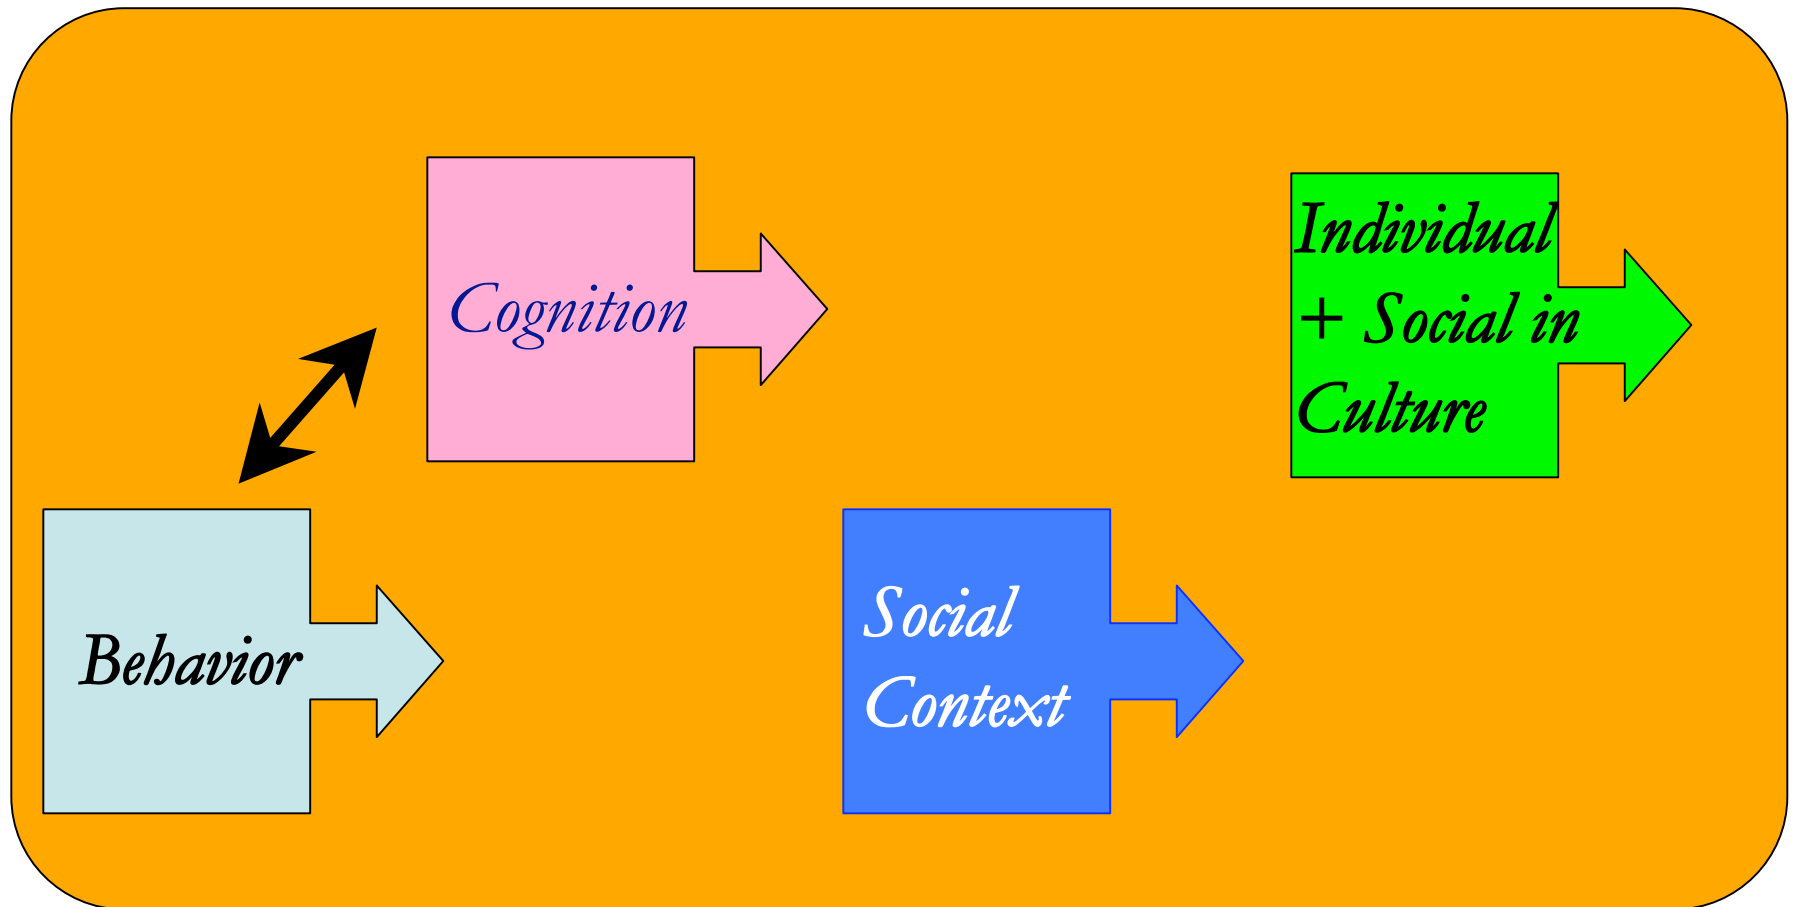 Cognition
Individual
+ Social in
Culture
Behavior
Social
Context